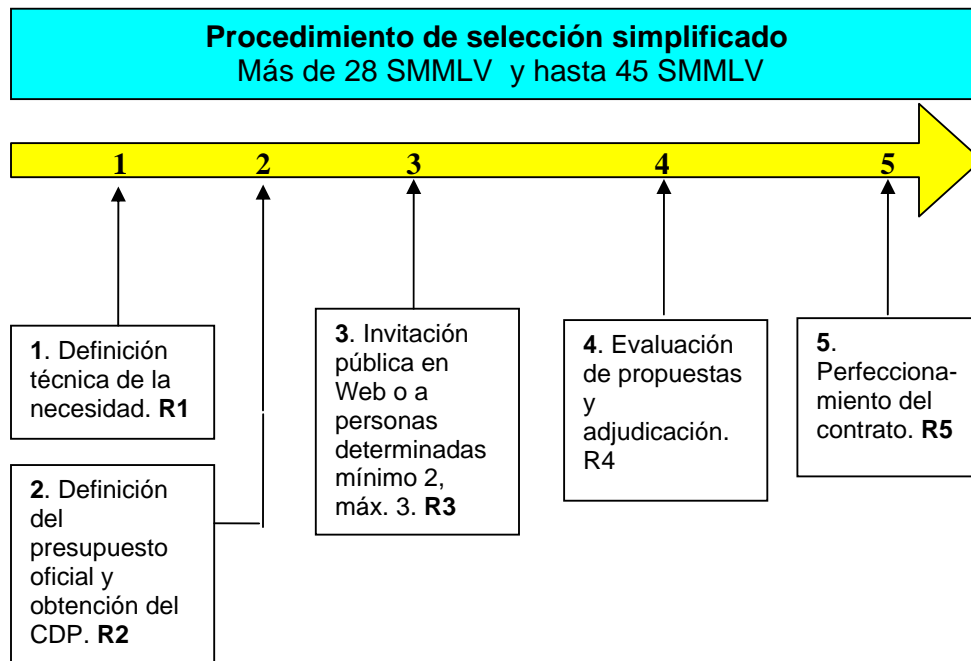 Procedimiento de selección simplificado
Más de 28 SMMLV y hasta 45 SMMLV
1 2 3 4 5
1. Definición
técnica de la
necesidad. R1
2. Definición
del
presupuesto
oficial y
obtención del
CDP. R2
3. Invitación
pública en
Web o a
personas
determinadas
mínimo 2,
máx. 3. R3
4. Evaluación
de propuestas
y
adjudicación.
R4
5.
Perfecciona-
miento del
contrato. R5